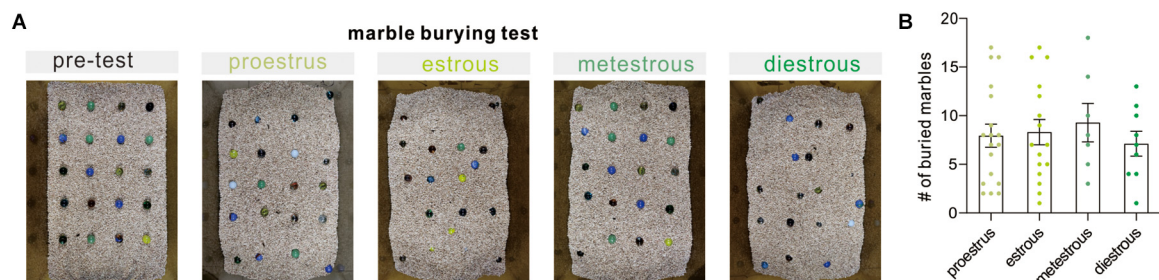 A
marble burying test
pre-test
proestrus
estrous
metestrous
diestrous
B
# of buried marbles
20
15
10
5
0
proestrus
estrous
metestrous
diestrous